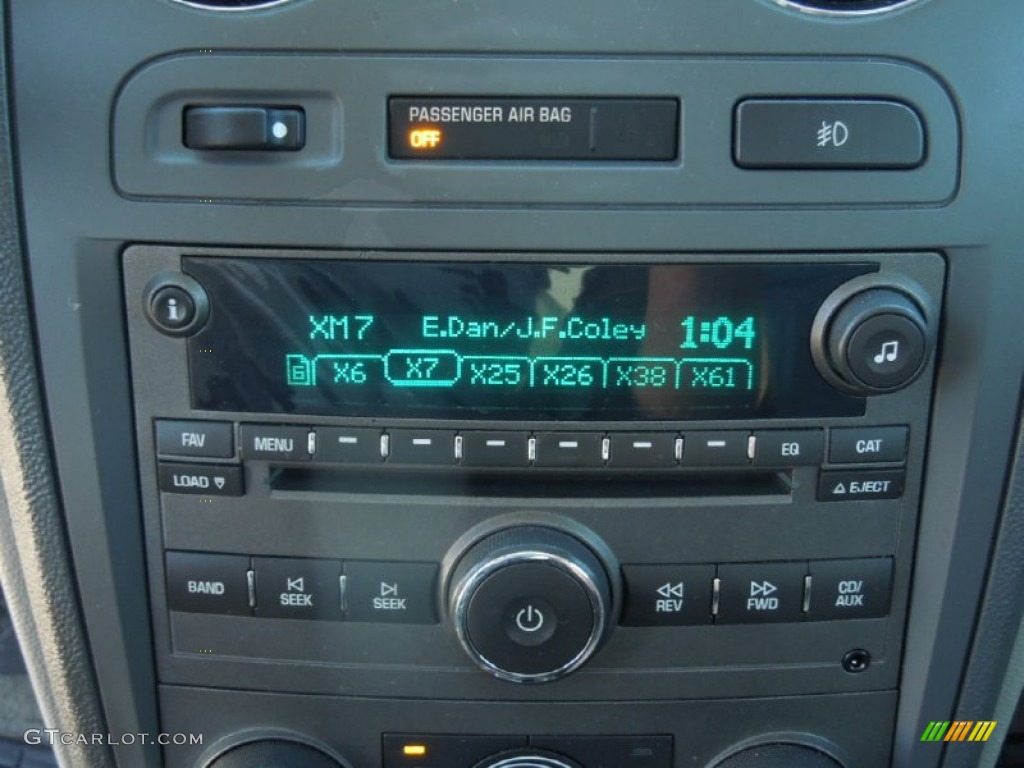 PASSENGER AIR BAG
OFF
i
XM7 E.Dan/J.F.Coley 1:04
6 X6 X7 X25 X26 X38 X61
FAV MENU EQ CAT
LOAD EJECT
BAND SEEK SEEK REV FWD CD/
AUX
GTCARLOT.COM